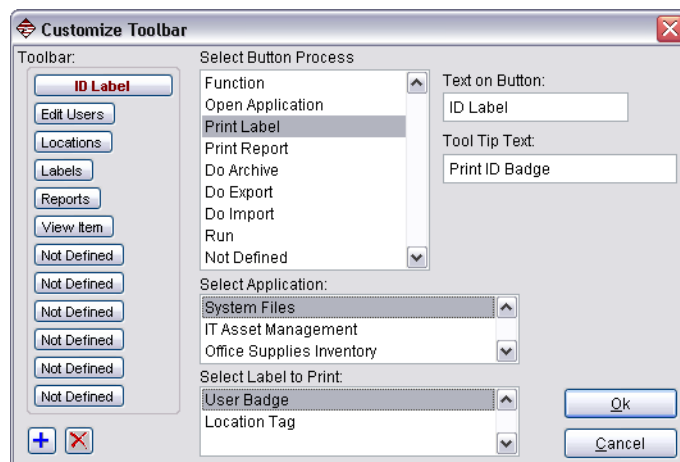 Customize Toolbar
Toolbar:
ID Label
Edit Users
Locations
Labels
Reports
View Item
Not Defined
Not Defined
Not Defined
Not Defined
Not Defined
Not Defined
Select Button Process
Function
Open Application
Print Label
Print Report
Do Archive
Do Export
Do Import
Run
Not Defined
Text on Button:
ID Label
Tool Tip Text:
Print ID Badge
Select Application:
System Files
IT Asset Management
Office Supplies Inventory
Select Label to Print:
User Badge
Location Tag
Ok
Cancel